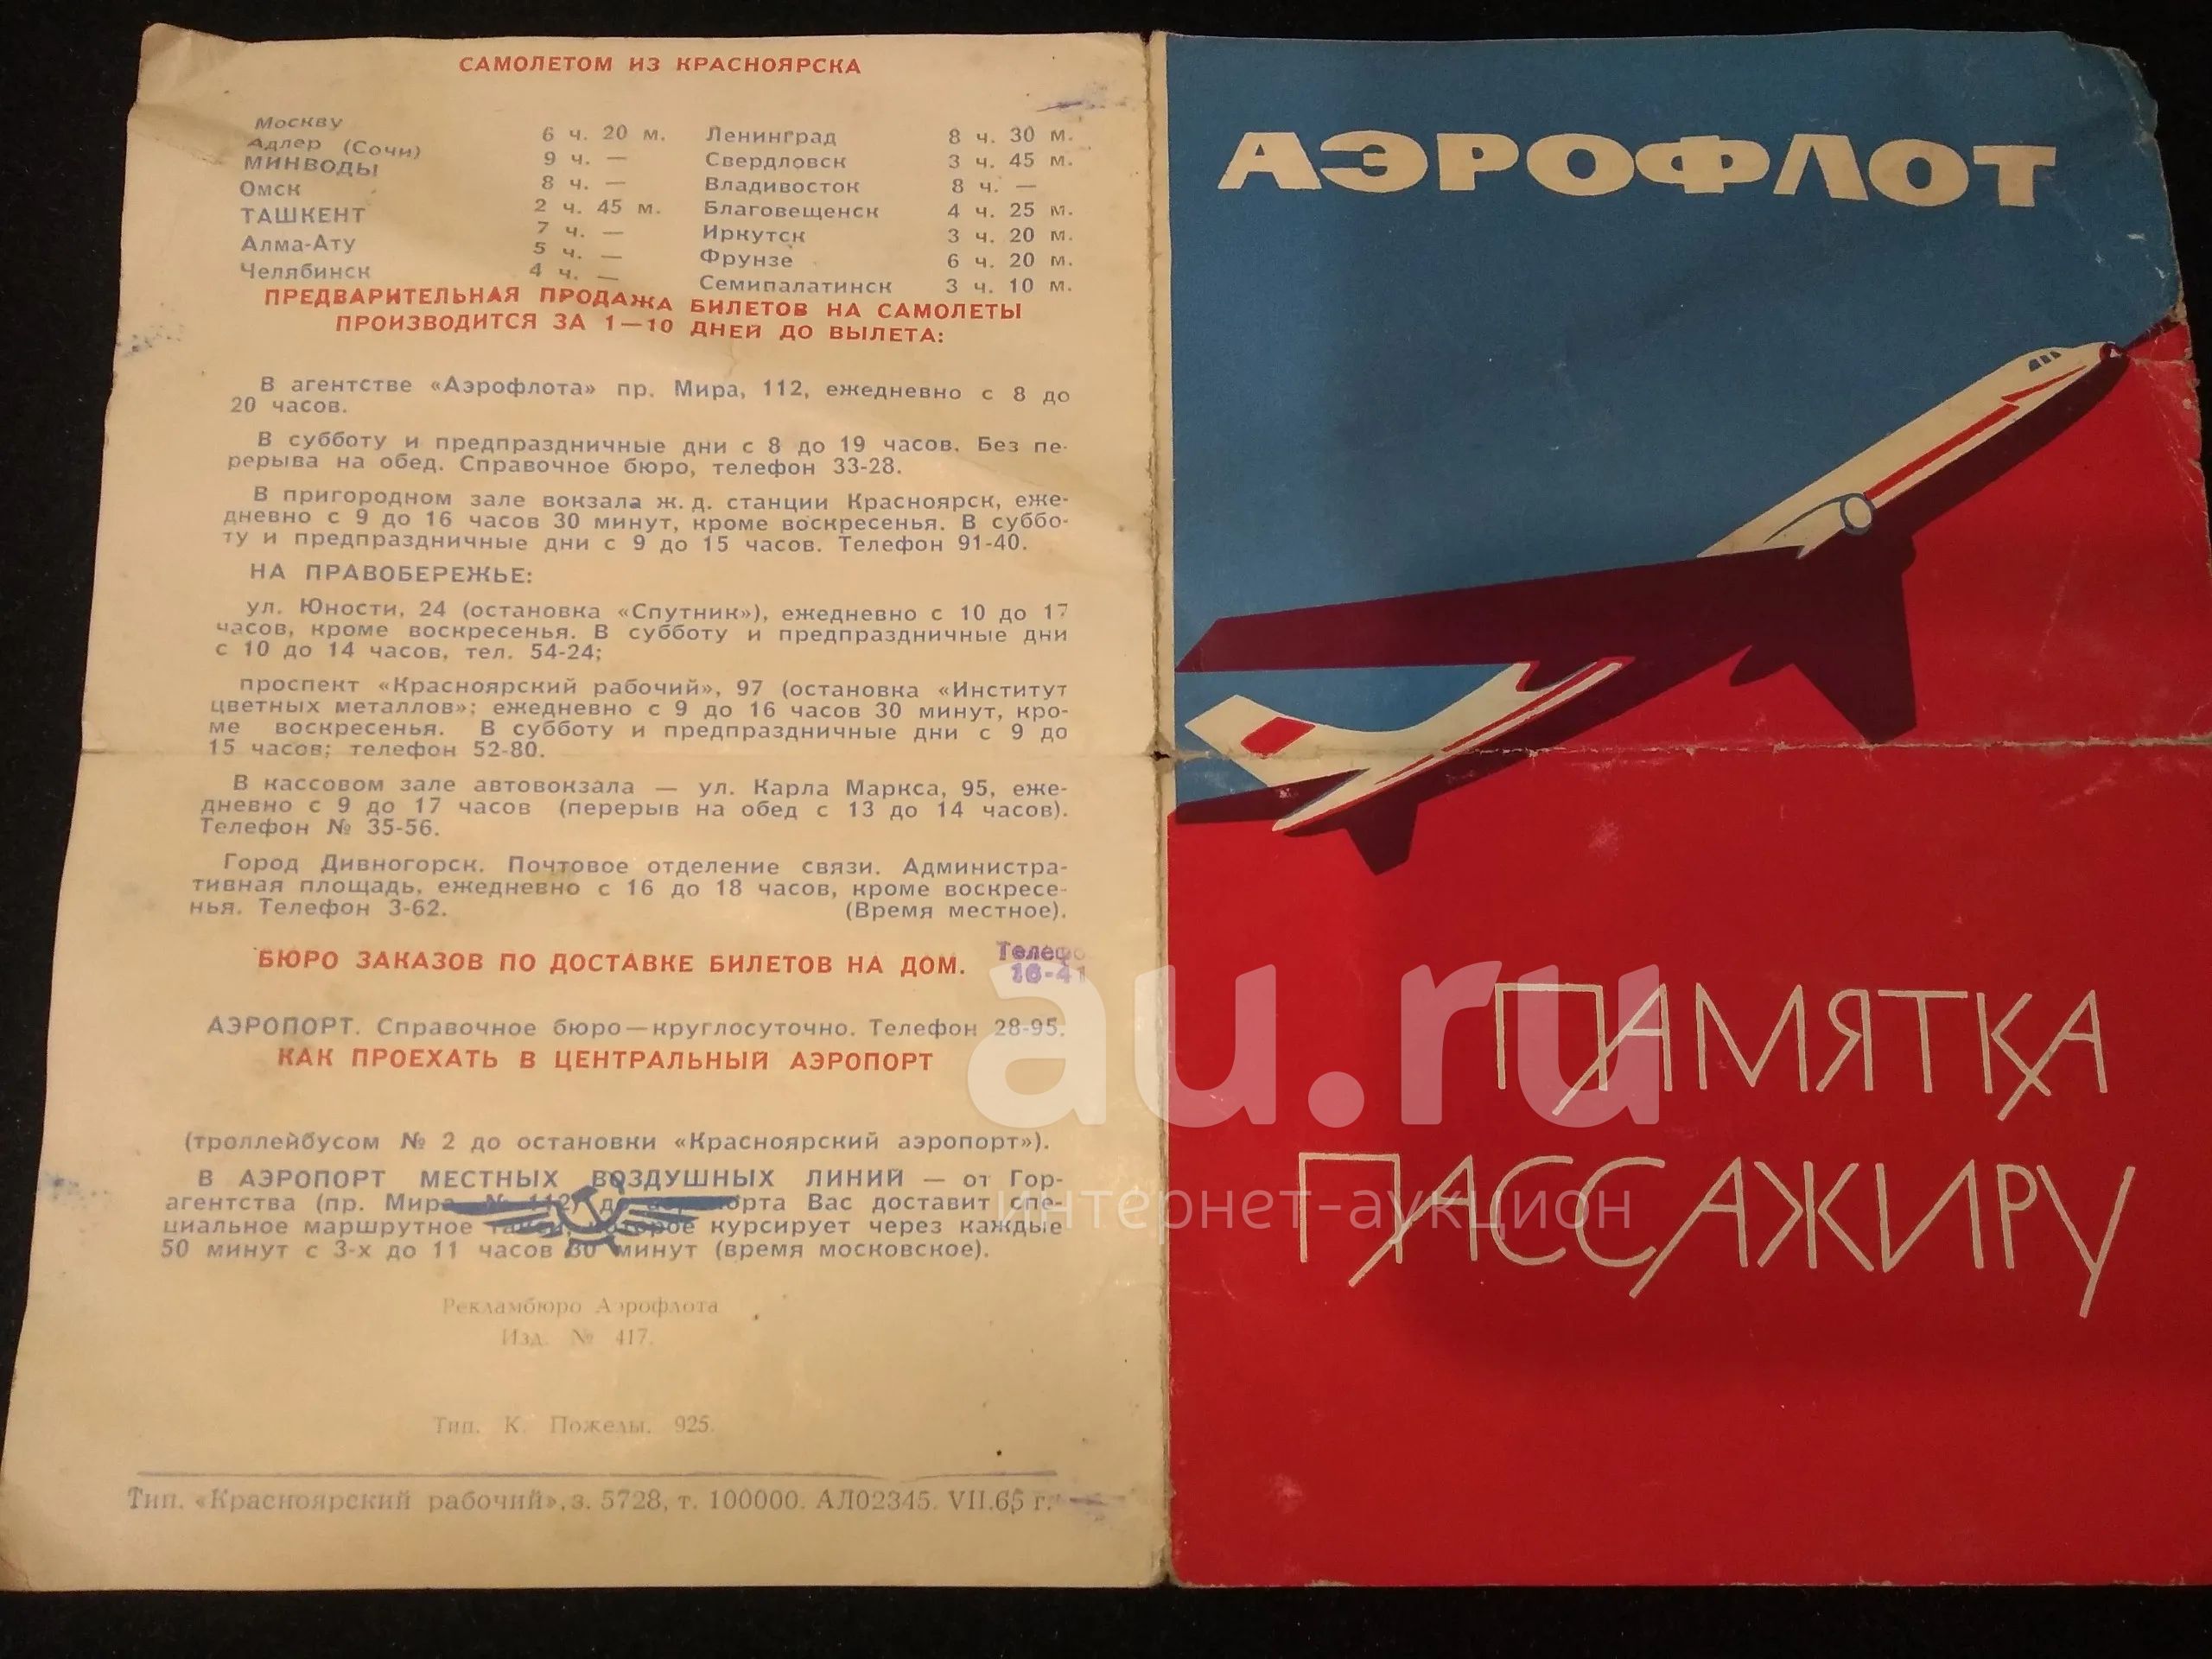 САМОЛЕТОМ ИЗ КРАСНОЯРСКА
Москву 6 ч. 20 м.
Адлер (Сочи) 9 ч. —
МИНВОДЫ 8 ч. —
Омск 2 ч. 45 м.
ТАШКЕНТ 7 ч. —
Алма-Ату 5 ч. —
Челябинск 4 ч. —
Ленинград 8 ч. 30 м.
Свердловск 3 ч. 45 м.
Владивосток 8 ч. —
Благовещенск 4 ч. 25 м.
Иркутск 3 ч. 20 м.
Фрунзе 6 ч. 20 м.
Семипалатинск 3 ч. 10 м.
ПРЕДВАРИТЕЛЬНАЯ ПРОДАЖА БИЛЕТОВ НА САМОЛЕТЫ
ПРОИЗВОДИТСЯ ЗА 1—10 ДНЕЙ ДО ВЫЛЕТА:
В агентстве «Аэрофлота» пр. Мира, 112, ежедневно с 8 до
20 часов.
В субботу и предпраздничные дни с 8 до 19 часов. Без пе-
рерыва на обед. Справочное бюро, телефон 33-28.
В пригородном зале вокзала ж. д. станции Красноярск, еже-
дневно с 9 до 16 часов 30 минут, кроме воскресенья. В суббо-
ту и предпраздничные дни с 9 до 15 часов. Телефон 91-40.
НА ПРАВОБЕРЕЖЬЕ:
ул. Юности, 24 (остановка «Спутник»), ежедневно с 10 до 17
часов, кроме воскресенья. В субботу и предпраздничные дни
с 10 до 14 часов, тел. 54-24;
проспект «Красноярский рабочий», 97 (остановка «Институт
цветных металлов»; ежедневно с 9 до 16 часов 30 минут, кро-
ме воскресенья. В субботу и предпраздничные дни с 9 до
15 часов; телефон 52-80.
В кассовом зале автовокзала — ул. Карла Маркса, 95, еже-
дневно с 9 до 17 часов (перерыв на обед с 13 до 14 часов).
Телефон № 35-56.
Город Дивногорск. Почтовое отделение связи. Администра-
тивная площадь, ежедневно с 16 до 18 часов, кроме воскресе-
нья. Телефон 3-62. (Время местное).
БЮРО ЗАКАЗОВ ПО ДОСТАВКЕ БИЛЕТОВ НА ДОМ.
Телефо
16-41
АЭРОПОРТ. Справочное бюро—круглосуточно. Телефон 28-95.
КАК ПРОЕХАТЬ В ЦЕНТРАЛЬНЫЙ АЭРОПОРТ
(троллейбусом № 2 до остановки «Красноярский аэропорт»).
В АЭРОПОРТ МЕСТНЫХ ВОЗДУШНЫХ ЛИНИЙ — от Гор-
агентства (пр. Мира № 112) до Вас доставит спе-
циальное маршрутное курсирует через каждые
50 минут с 3-х до 11 часов 30 минут (время московское).
Рекламбюро Аэрофлота
Изд. № 417.
Тип. К. Пожелы. 925.
Тип. «Красноярский рабочий», з. 5728, т. 100000. АЛ02345. VII.65 г.
АЭРОФЛОТ
ПАМЯТКА
ПАССАЖИРУ
au.ru
интернет-аукцион